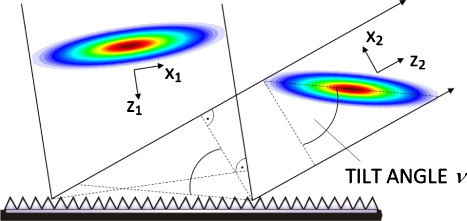 x₁
z₁
x₂
z₂
TILT ANGLE ν